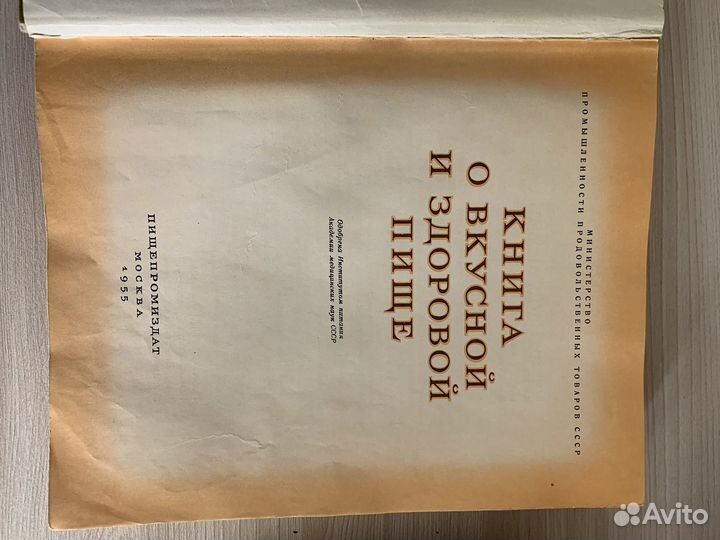 МИНИСТЕРСТВО
ПРОМЫШЛЕННОСТИ ПРОДОВОЛЬСТВЕННЫХ ТОВАРОВ СССР
КНИГА
О ВКУСНОЙ
И ЗДОРОВОЙ
ПИЩЕ
Одобрена Институтом питания
Академии медицинских наук СССР
ПИЩЕПРОМИЗДАТ
МОСКВА
1955
Avito